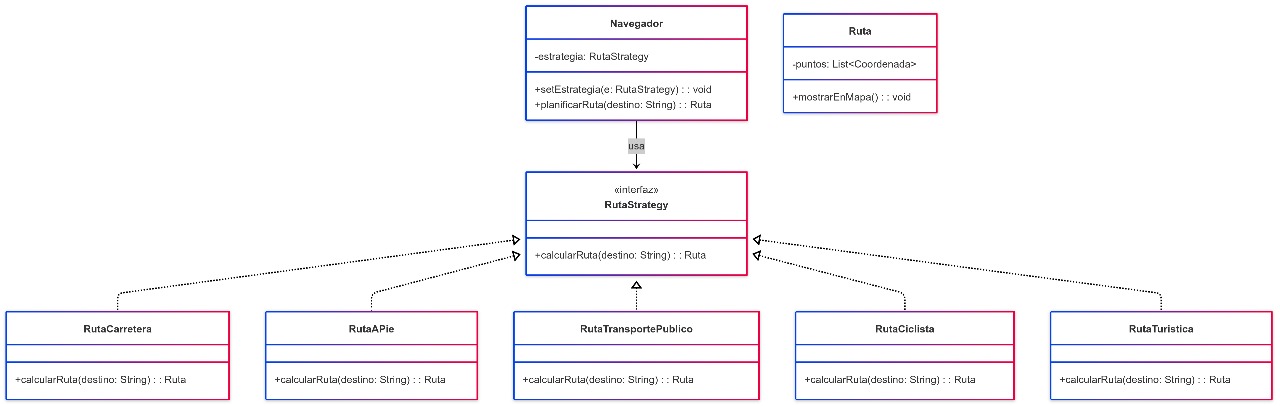 Navegador
-estrategia: RutaStrategy
+setEstrategia(e: RutaStrategy) : : void
+planificarRuta(destino: String) : : Ruta
Ruta
-puntos: List<Coordenada>
+mostrarEnMapa() : : void
usa
«interfaz»
RutaStrategy
+calcularRuta(destino: String) : : Ruta
RutaCarretera
+calcularRuta(destino: String) : : Ruta
RutaAPie
+calcularRuta(destino: String) : : Ruta
RutaTransportePublico
+calcularRuta(destino: String) : : Ruta
RutaCiclista
+calcularRuta(destino: String) : : Ruta
RutaTuristica
+calcularRuta(destino: String) : : Ruta